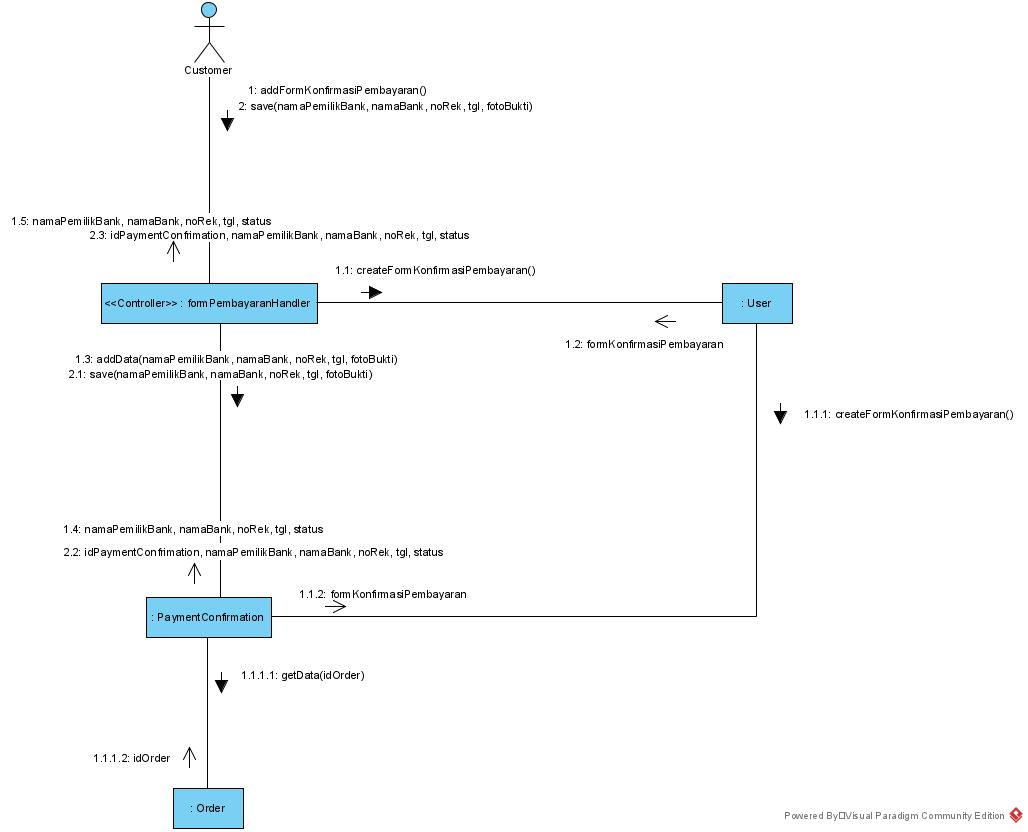 Customer
1: addFormKonfirmasiPembayaran()
2: save(namaPemilikBank, namaBank, noRek, tgl, fotoBukti)
1.5: namaPemilikBank, namaBank, noRek, tgl, status
2.3: idPaymentConfrimation, namaPemilikBank, namaBank, noRek, tgl, status
1.1: createFormKonfirmasiPembayaran()
<<Controller>> : formPembayaranHandler
: User
1.2: formKonfirmasiPembayaran
1.3: addData(namaPemilikBank, namaBank, noRek, tgl, fotoBukti)
2.1: save(namaPemilikBank, namaBank, noRek, tgl, fotoBukti)
1.1.1: createFormKonfirmasiPembayaran()
1.4: namaPemilikBank, namaBank, noRek, tgl, status
2.2: idPaymentConfrimation, namaPemilikBank, namaBank, noRek, tgl, status
1.1.2: formKonfirmasiPembayaran
: PaymentConfirmation
1.1.1.1: getData(idOrder)
1.1.1.2: idOrder
: Order
Powered By Visual Paradigm Community Edition